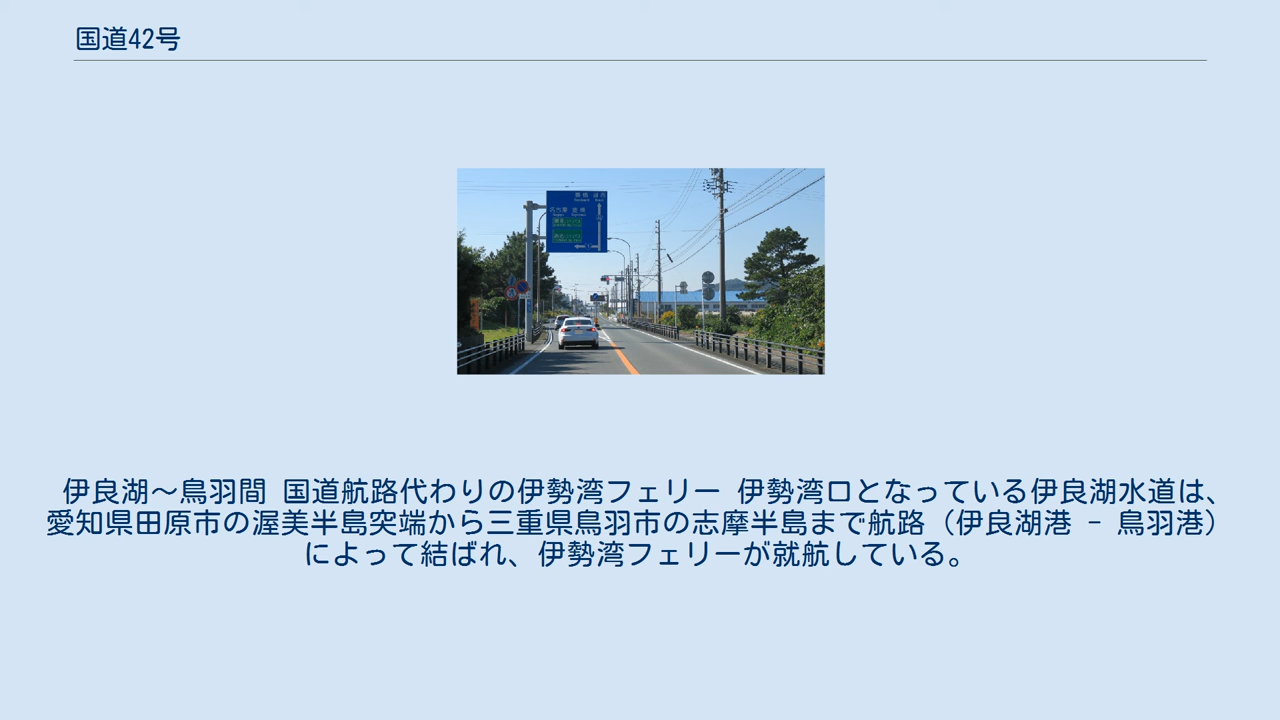 国道42号
伊良湖～鳥羽間 国道航路代わりの伊勢湾フェリー 伊勢湾口となっている伊良湖水道は、
愛知県田原市の渥美半島突端から三重県鳥羽市の志摩半島まで航路（伊良湖港 - 鳥羽港）
によって結ばれ、伊勢湾フェリーが就航している。